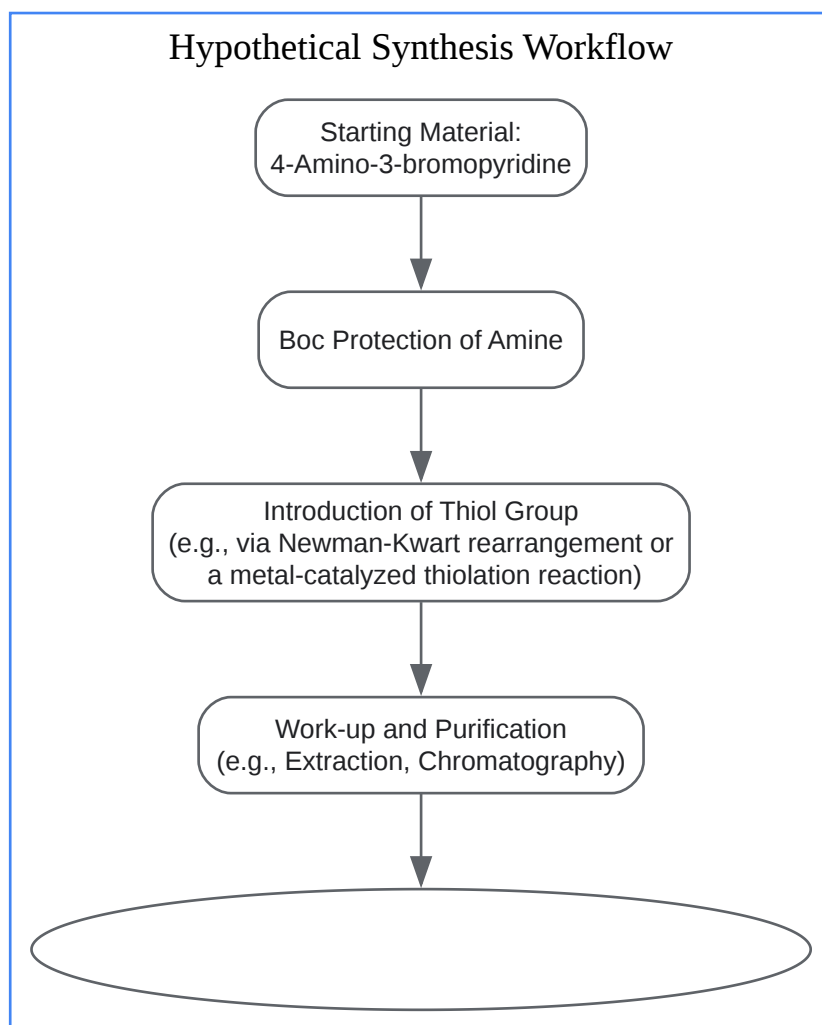 Hypothetical Synthesis Workflow
Starting Material:
4-Amino-3-bromopyridine
Boc Protection of Amine
Introduction of Thiol Group
(e.g., via Newman-Kwart rearrangement or
a metal-catalyzed thiolation reaction)
Work-up and Purification
(e.g., Extraction, Chromatography)